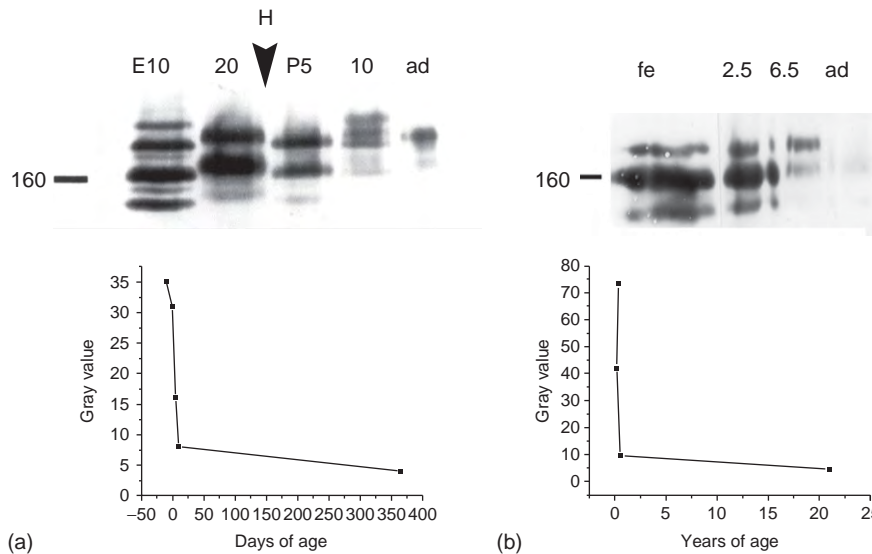 H
E10 20 P5 10 ad
160
35
30
25
20
15
10
5
0
Gray value
–50 0 50 100 150 200 250 300 350 400
Days of age
(a)
fe 2.5 6.5 ad
160
80
70
60
50
40
30
20
10
0
Gray value
0 5 10 15 20 25
Years of age
(b)